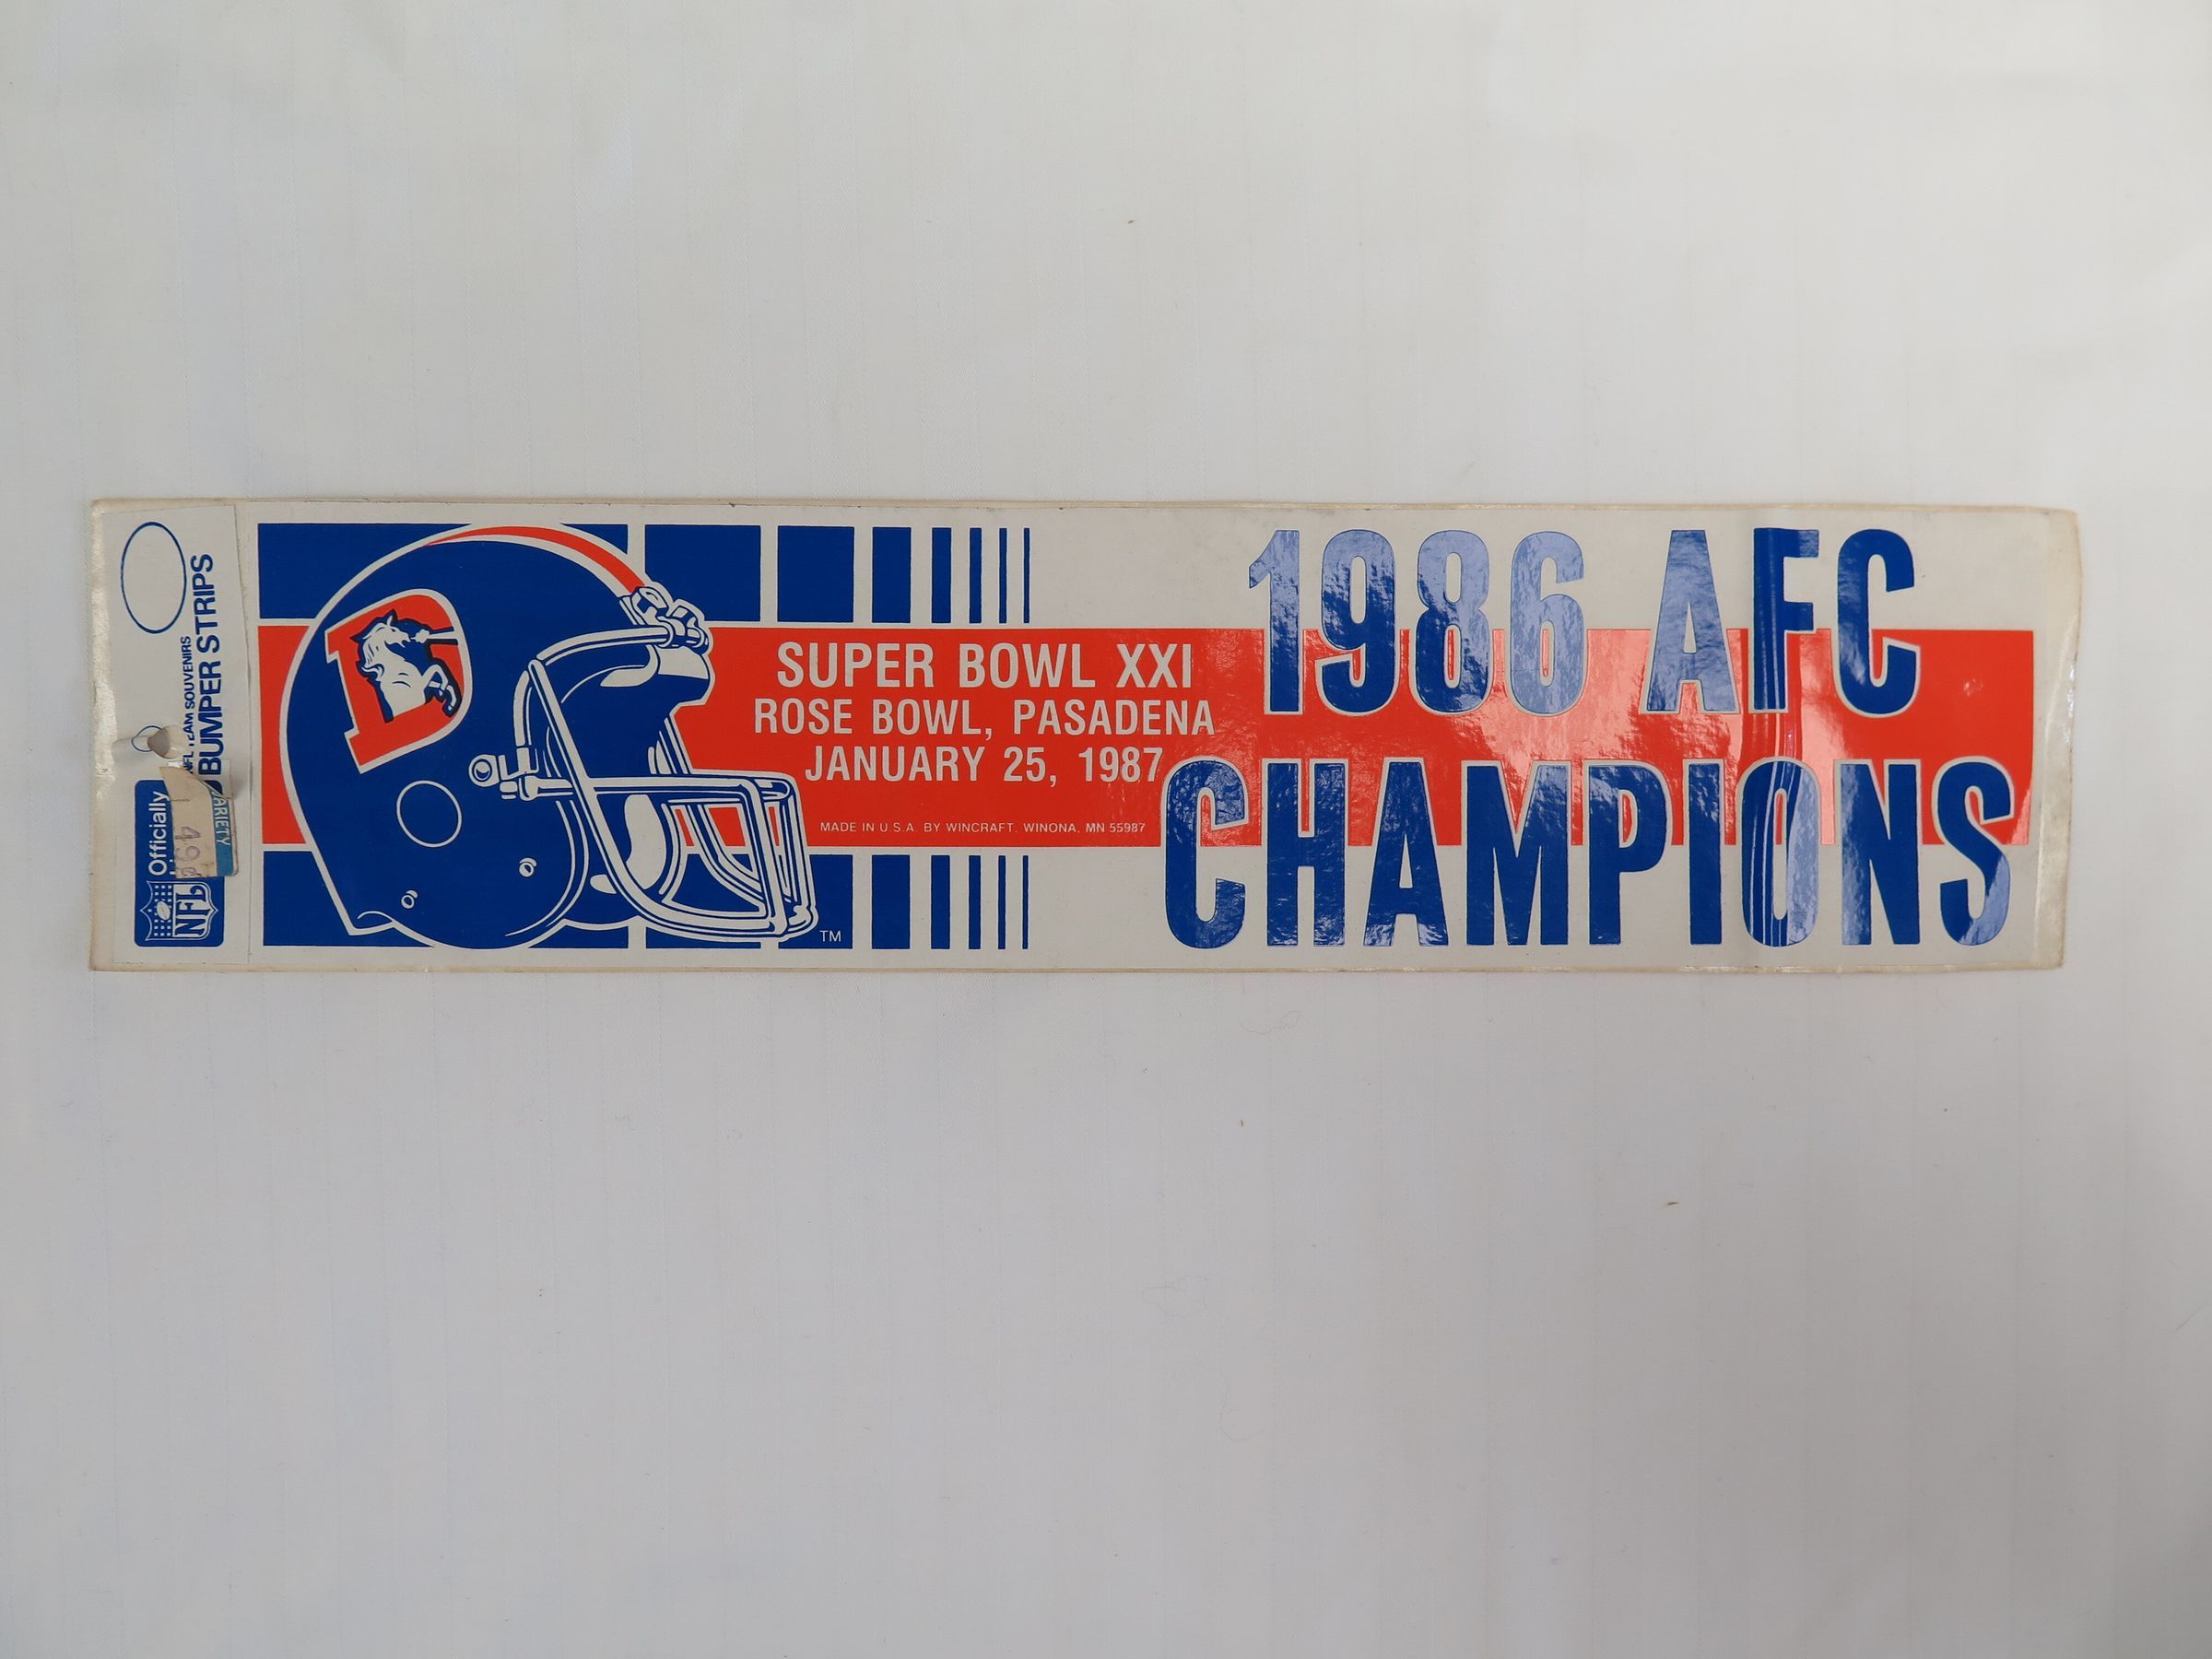 SUPER BOWL XXI
ROSE BOWL, PASADENA
JANUARY 25, 1987
MADE IN U.S.A. BY WINCRAFT. WINONA, MN 55987
TM
1986 AFC
CHAMPIONS
NFL TEAM SOUVENIRS
BUMPER STRIPS
Officially
NFL